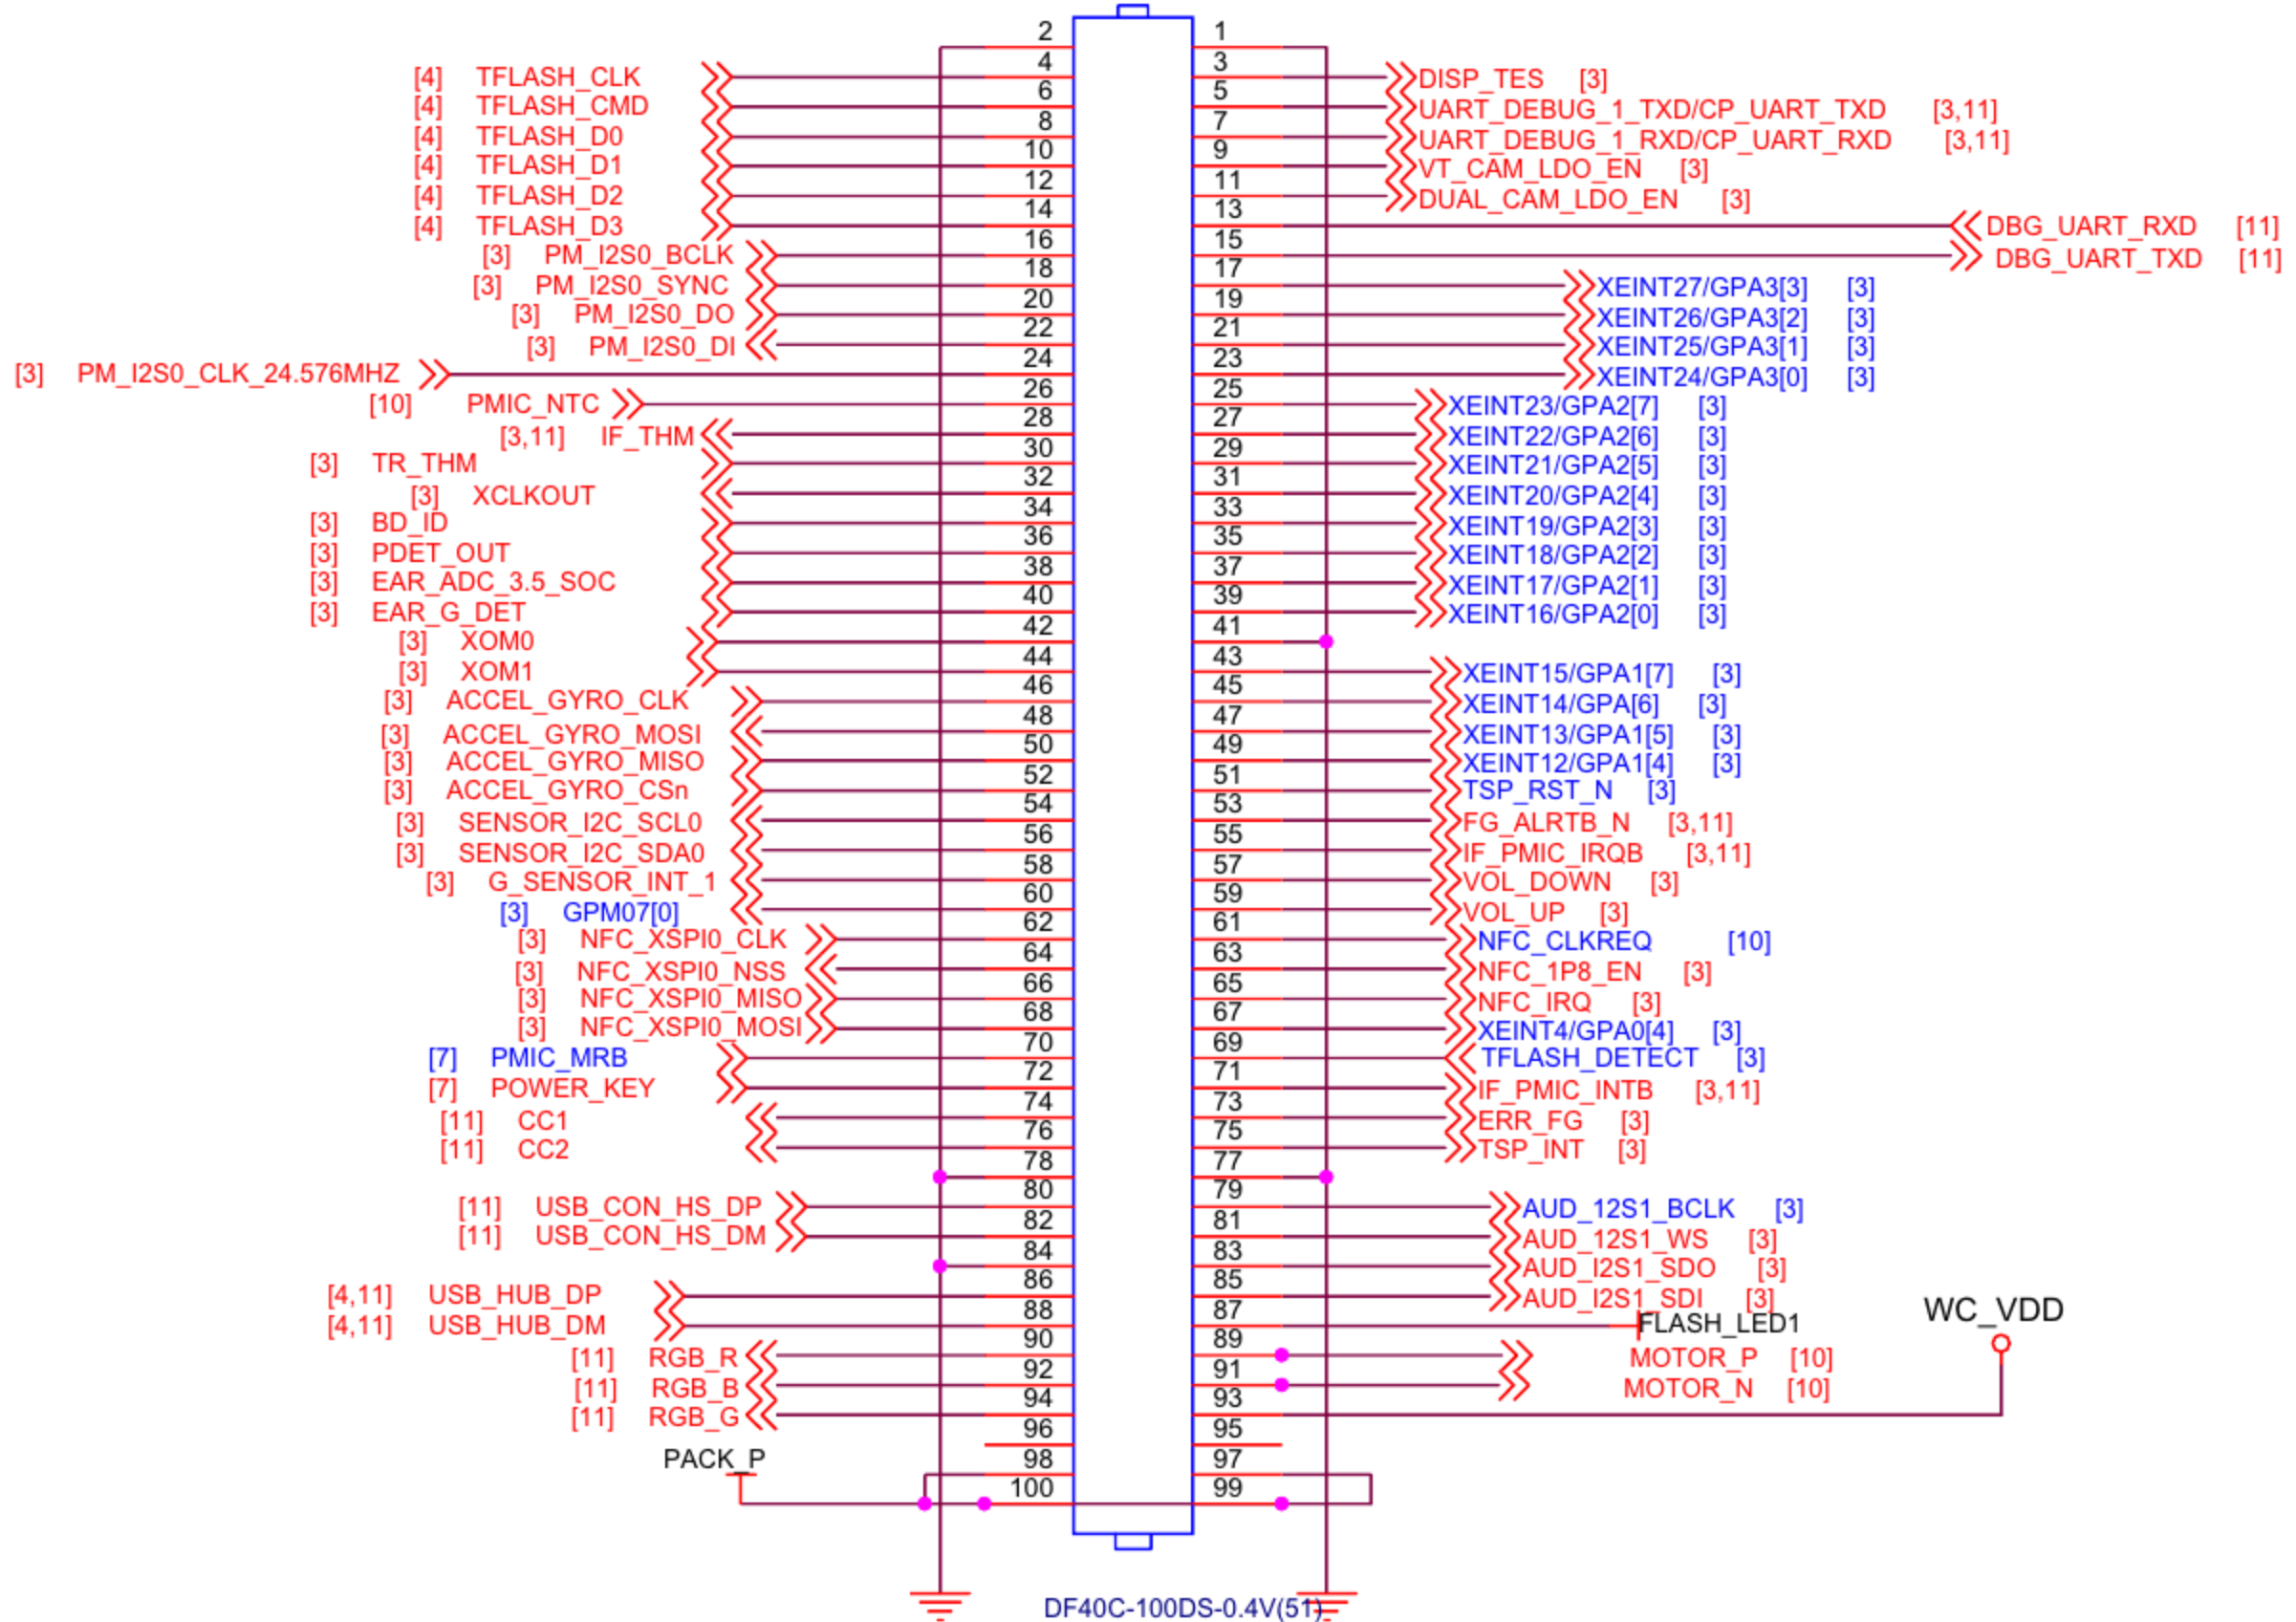 2 1
4 3
[4] TFLASH_CLK DISP_TES [3]
6 5
[4] TFLASH_CMD UART_DEBUG_1_TXD/CP_UART_TXD [3,11]
8 7
[4] TFLASH_D0 UART_DEBUG_1_RXD/CP_UART_RXD [3,11]
10 9
[4] TFLASH_D1 VT_CAM_LDO_EN [3]
12 11
[4] TFLASH_D2 DUAL_CAM_LDO_EN [3]
14 13
[4] TFLASH_D3 DBG_UART_RXD [11]
16 15
[3] PM_I2S0_BCLK DBG_UART_TXD [11]
18 17
[3] PM_I2S0_SYNC XEINT27/GPA3[3] [3]
20 19
[3] PM_I2S0_DO XEINT26/GPA3[2] [3]
22 21
[3] PM_I2S0_DI XEINT25/GPA3[1] [3]
24 23
[3] PM_I2S0_CLK_24.576MHZ XEINT24/GPA3[0] [3]
26 25
[10] PMIC_NTC XEINT23/GPA2[7] [3]
28 27
[3,11] IF_THM XEINT22/GPA2[6] [3]
30 29
[3] TR_THM XEINT21/GPA2[5] [3]
32 31
[3] XCLKOUT XEINT20/GPA2[4] [3]
34 33
[3] BD_ID XEINT19/GPA2[3] [3]
36 35
[3] PDET_OUT XEINT18/GPA2[2] [3]
38 37
[3] EAR_ADC_3.5_SOC XEINT17/GPA2[1] [3]
40 39
[3] EAR_G_DET XEINT16/GPA2[0] [3]
42 41
[3] XOM0
44 43
[3] XOM1 XEINT15/GPA1[7] [3]
46 45
[3] ACCEL_GYRO_CLK XEINT14/GPA[6] [3]
48 47
[3] ACCEL_GYRO_MOSI XEINT13/GPA1[5] [3]
50 49
[3] ACCEL_GYRO_MISO XEINT12/GPA1[4] [3]
52 51
[3] ACCEL_GYRO_CSn TSP_RST_N [3]
54 53
[3] SENSOR_I2C_SCL0 FG_ALRTB_N [3,11]
56 55
[3] SENSOR_I2C_SDA0 IF_PMIC_IRQB [3,11]
58 57
[3] G_SENSOR_INT_1 VOL_DOWN [3]
60 59
[3] GPM07[0] VOL_UP [3]
62 61
[3] NFC_XSPI0_CLK NFC_CLKREQ [10]
64 63
[3] NFC_XSPI0_NSS NFC_1P8_EN [3]
66 65
[3] NFC_XSPI0_MISO NFC_IRQ [3]
68 67
[3] NFC_XSPI0_MOSI XEINT4/GPA0[4] [3]
70 69
[7] PMIC_MRB TFLASH_DETECT [3]
72 71
[7] POWER_KEY IF_PMIC_INTB [3,11]
74 73
[11] CC1 ERR_FG [3]
76 75
[11] CC2 TSP_INT [3]
78 77
80 79
[11] USB_CON_HS_DP AUD_12S1_BCLK [3]
82 81
[11] USB_CON_HS_DM AUD_12S1_WS [3]
84 83
AUD_I2S1_SDO [3]
86 85
[4,11] USB_HUB_DP AUD_I2S1_SDI [3]
88 87 WC_VDD
[4,11] USB_HUB_DM FLASH_LED1
90 89
[11] RGB_R MOTOR_P [10]
92 91
[11] RGB_B MOTOR_N [10]
94 93
[11] RGB_G
96 95
PACK_P 98 97
100 99
DF40C-100DS-0.4V(51)